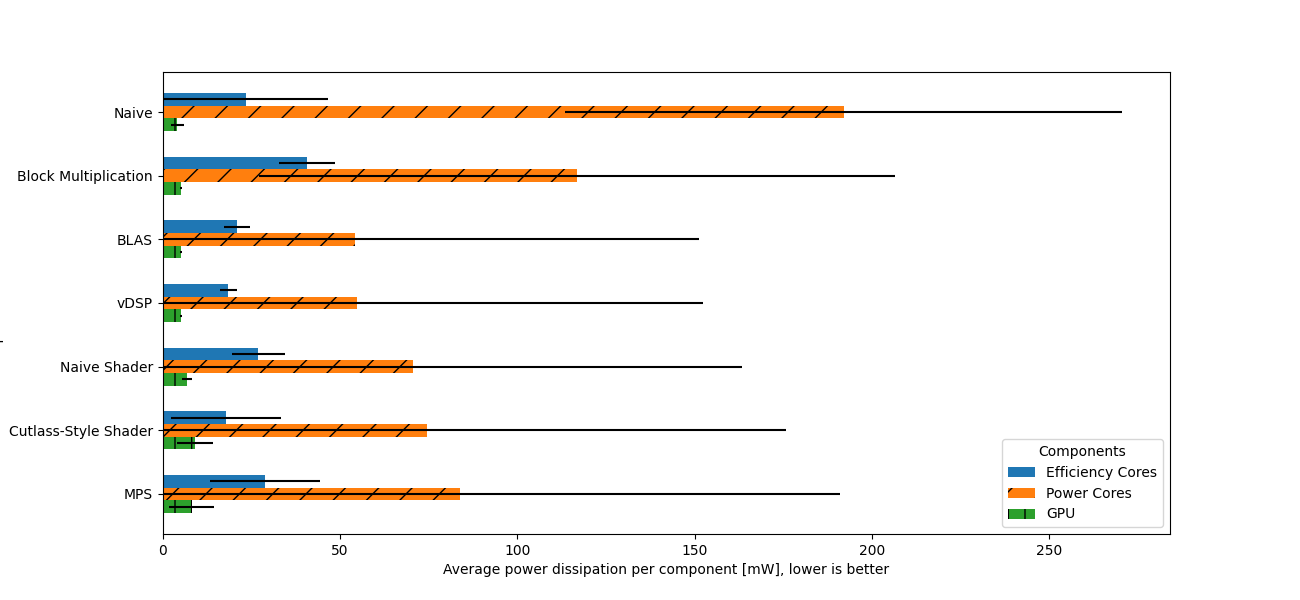 Naive
Block Multiplication
BLAS
vDSP
Naive Shader
Cutlass-Style Shader
MPS
Components
Efficiency Cores
Power Cores
GPU
0 50 100 150 200 250
Average power dissipation per component [mW], lower is better